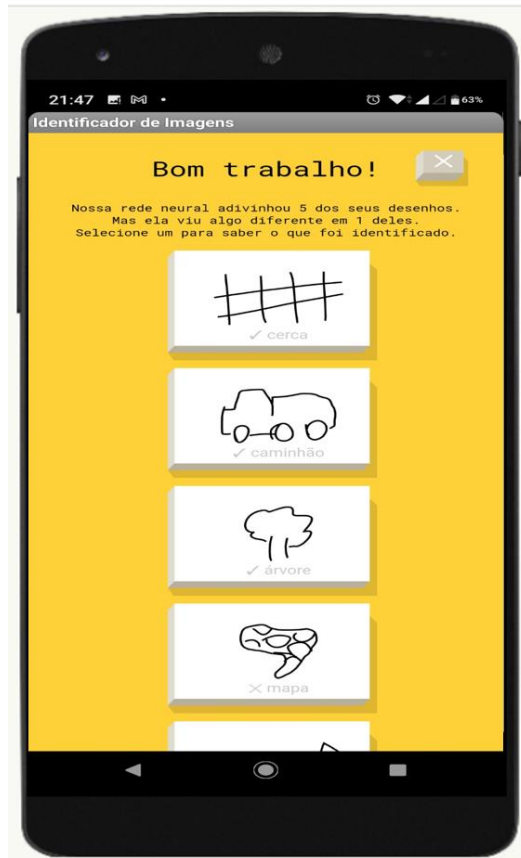 21:47
63%
Identificador de Imagens
Bom trabalho!
Nossa rede neural adivinhou 5 dos seus desenhos.
Mas ela viu algo diferente em 1 deles.
Selecione um para saber o que foi identificado.
✓ cerca
✓ caminhão
✓ árvore
✕ mapa